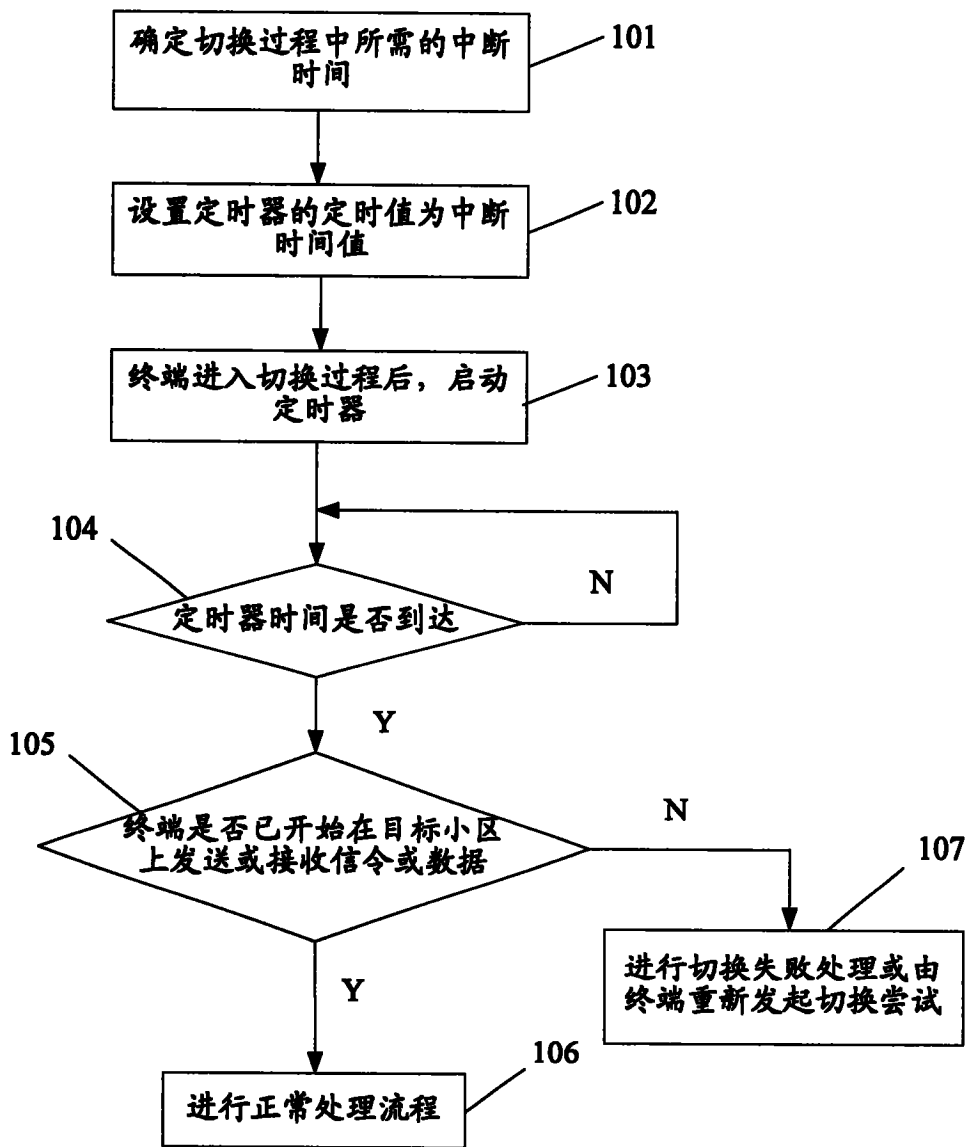 确定切换过程中所需的中断
时间
101
设置定时器的定时值为中断
时间值
102
终端进入切换过程后，启动
定时器
103
104
定时器时间是否到达
N
Y
105
终端是否已开始在目标小区
上发送或接收信令或数据
N
107
进行切换失败处理或由
终端重新发起切换尝试
Y
106
进行正常处理流程